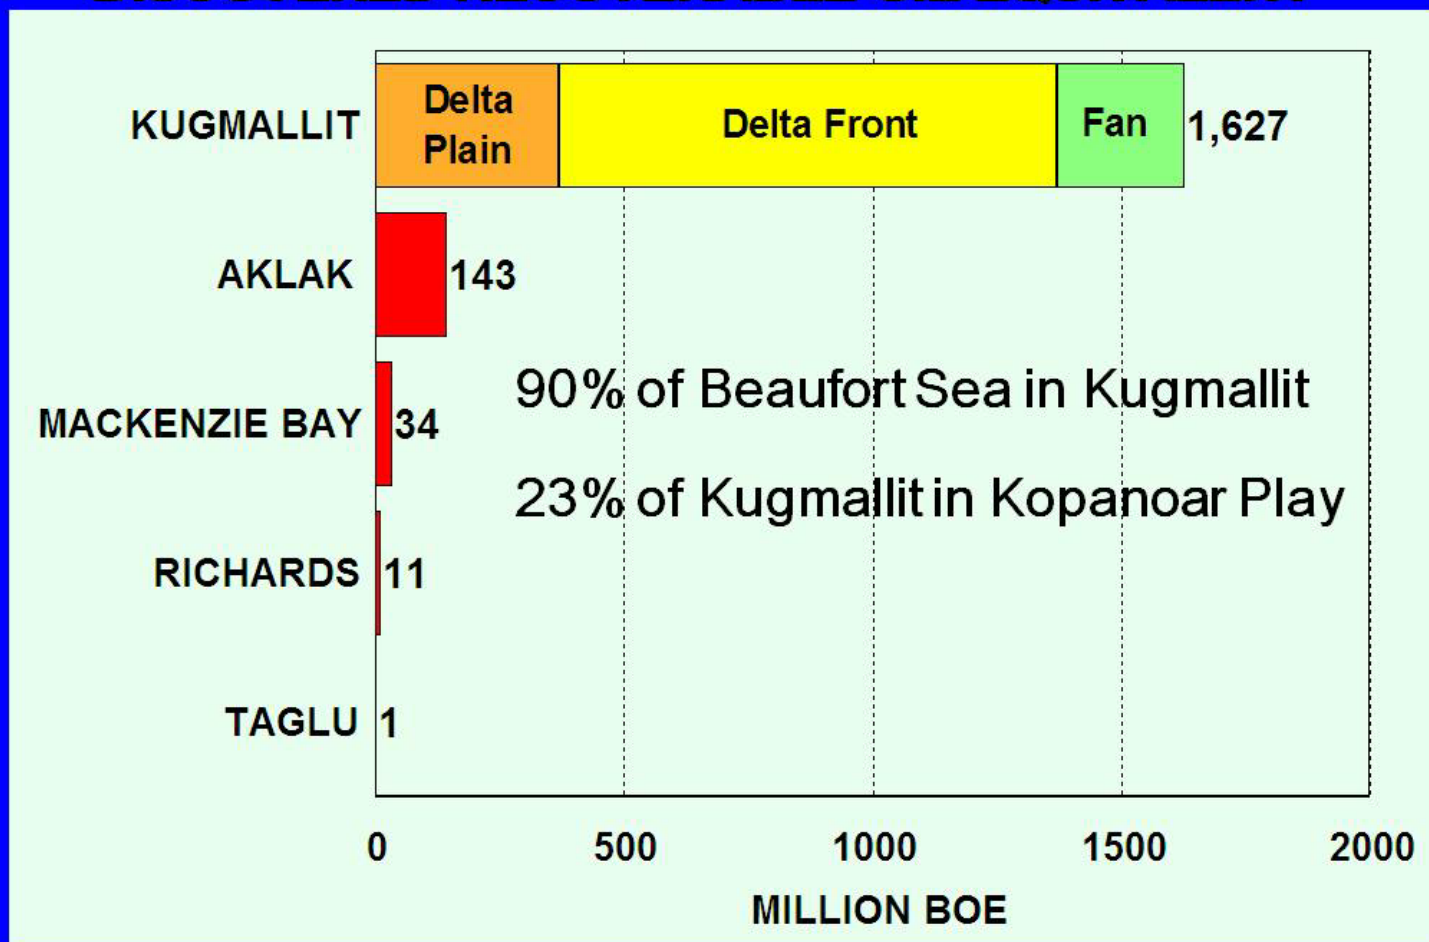 KUGMALLIT
Delta
Plain
Delta Front
Fan
1,627
AKLAK
143
MACKENZIE BAY
34
90% of Beaufort Sea in Kugmallit
23% of Kugmallit in Kopanoar Play
RICHARDS
11
TAGLU
1
0 500 1000 1500 2000
MILLION BOE